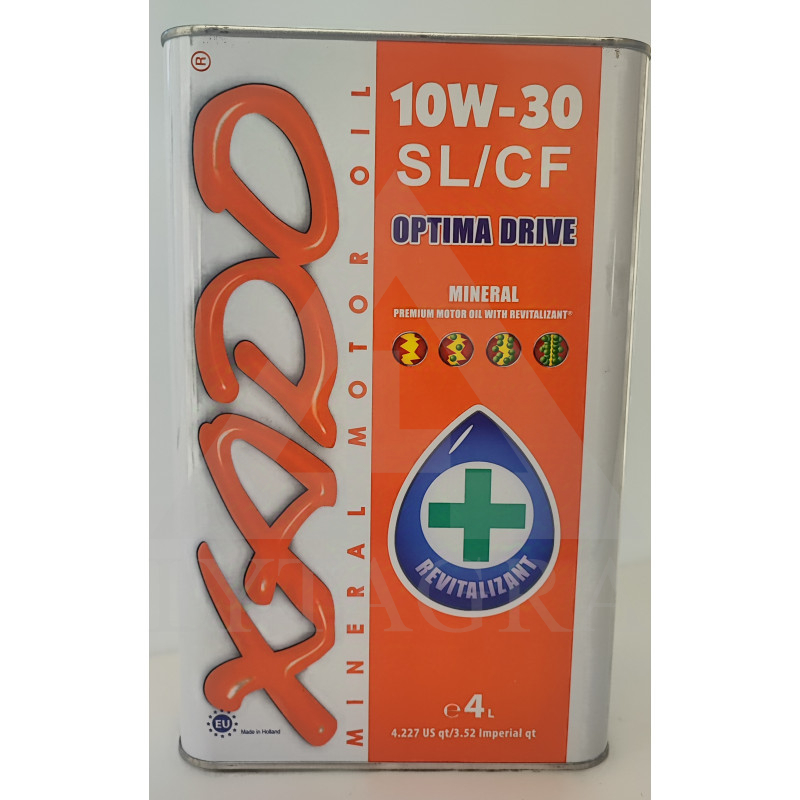 XADO®
MINERAL MOTOR OIL
10W-30
SL/CF
OPTIMA DRIVE
MINERAL
PREMIUM MOTOR OIL WITH REVITALIZANT®
REVITALIZANT
℮ 4 L
4.227 US qt/3.52 Imperial qt
EU
Made in Holland